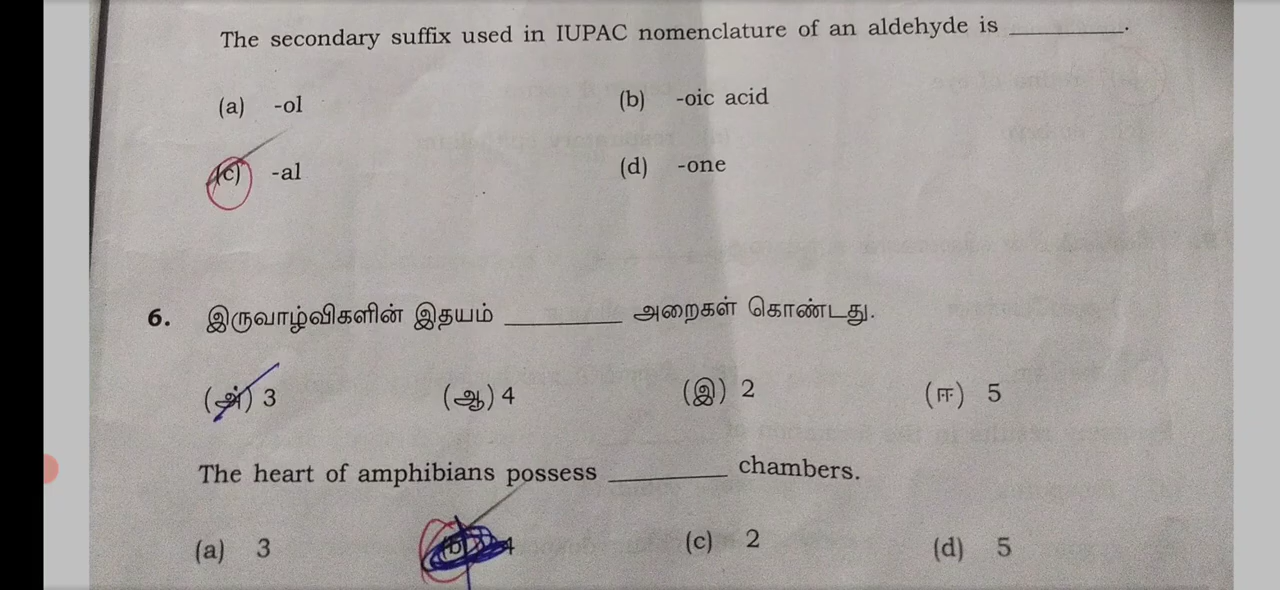 The secondary suffix used in IUPAC nomenclature of an aldehyde is ________.
(a) -ol (b) -oic acid
(c) -al (d) -one
6. இருவாழ்விகளின் இதயம் ________ அறைகள் கொண்டது.
(அ) 3 (ஆ) 4 (இ) 2 (ஈ) 5
The heart of amphibians possess ________ chambers.
(a) 3 (b) 4 (c) 2 (d) 5